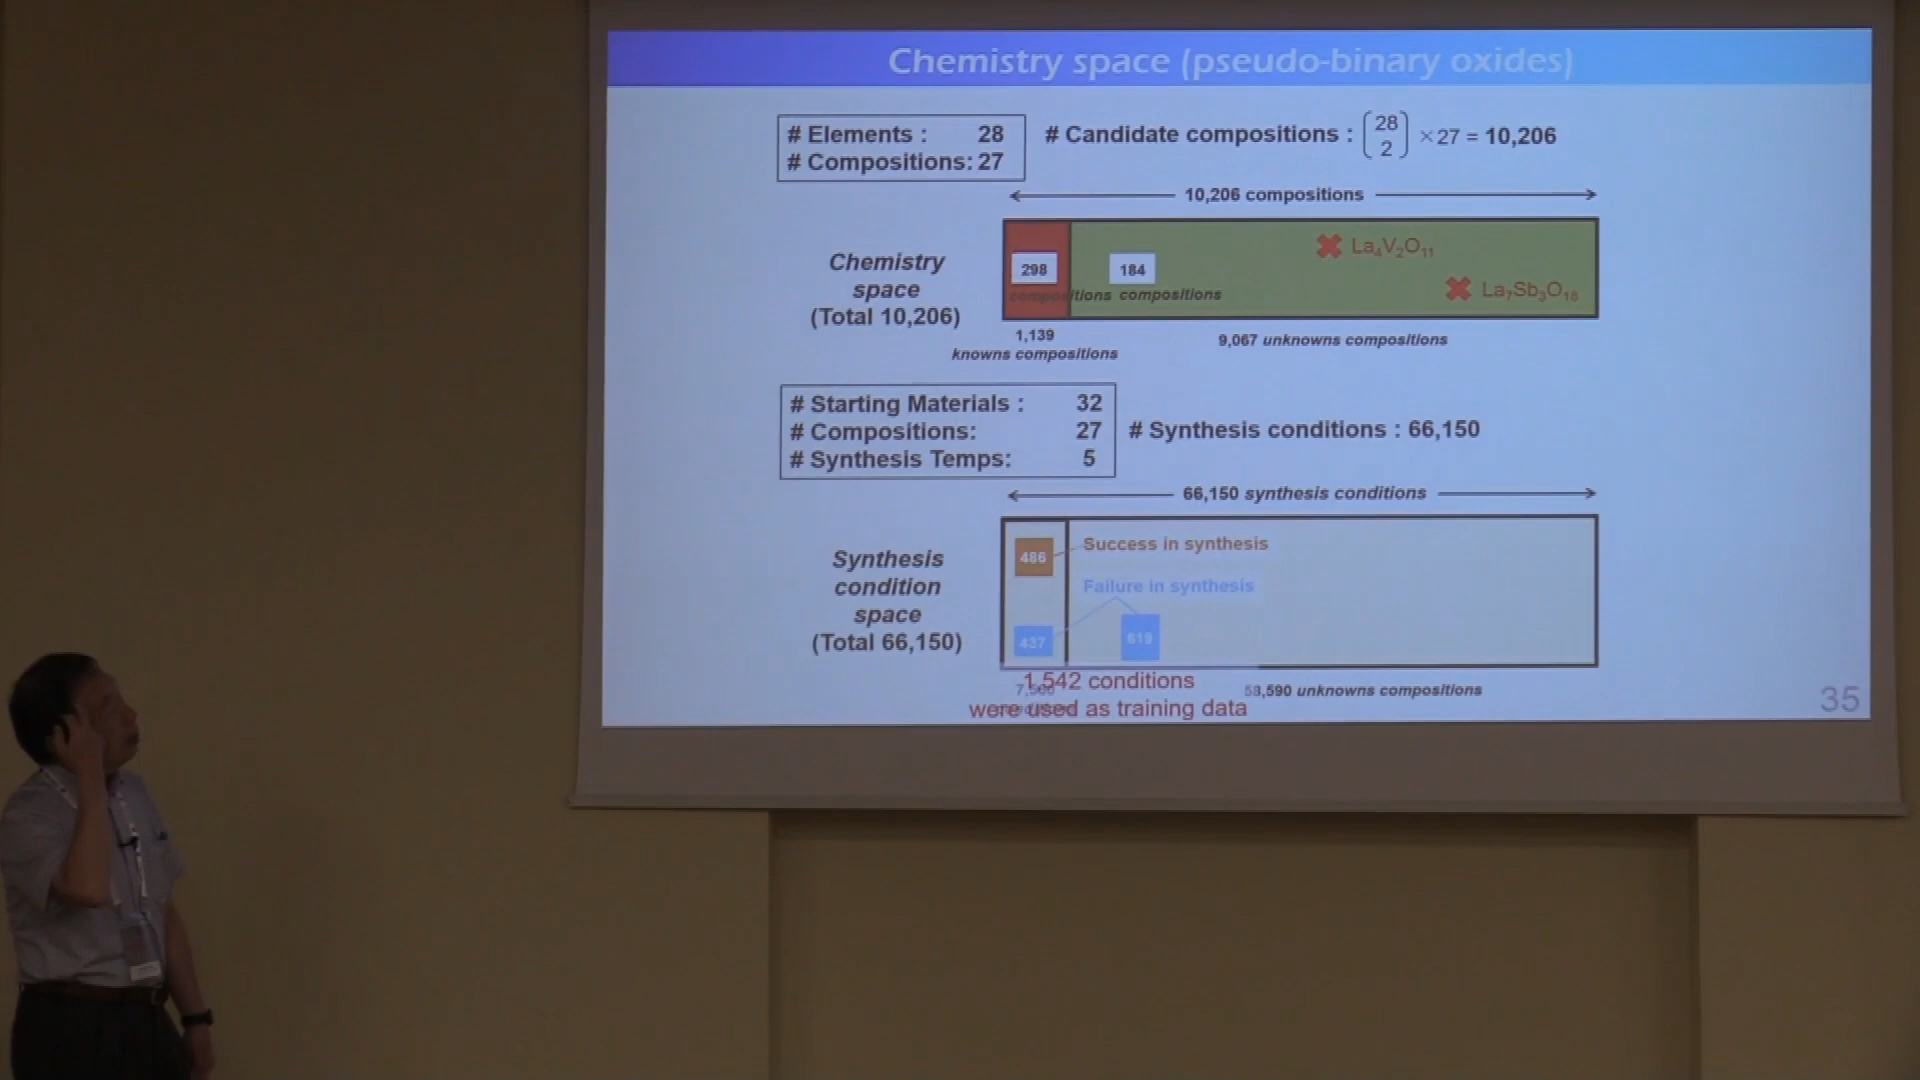 Chemistry space (pseudo-binary oxides)
# Elements : 28
# Compositions: 27
# Candidate compositions : (28 2) ×27 = 10,206
10,206 compositions
Chemistry
space
(Total 10,206)
298
compositions
184
compositions
La₄V₂O₁₁
La₇Sb₃O₁₈
1,139
knowns compositions
9,067 unknowns compositions
# Starting Materials : 32
# Compositions: 27
# Synthesis Temps: 5
# Synthesis conditions : 66,150
66,150 synthesis conditions
Synthesis
condition
space
(Total 66,150)
486
Success in synthesis
Failure in synthesis
437
619
1,542 conditions
were used as training data
58,590 unknowns compositions
35